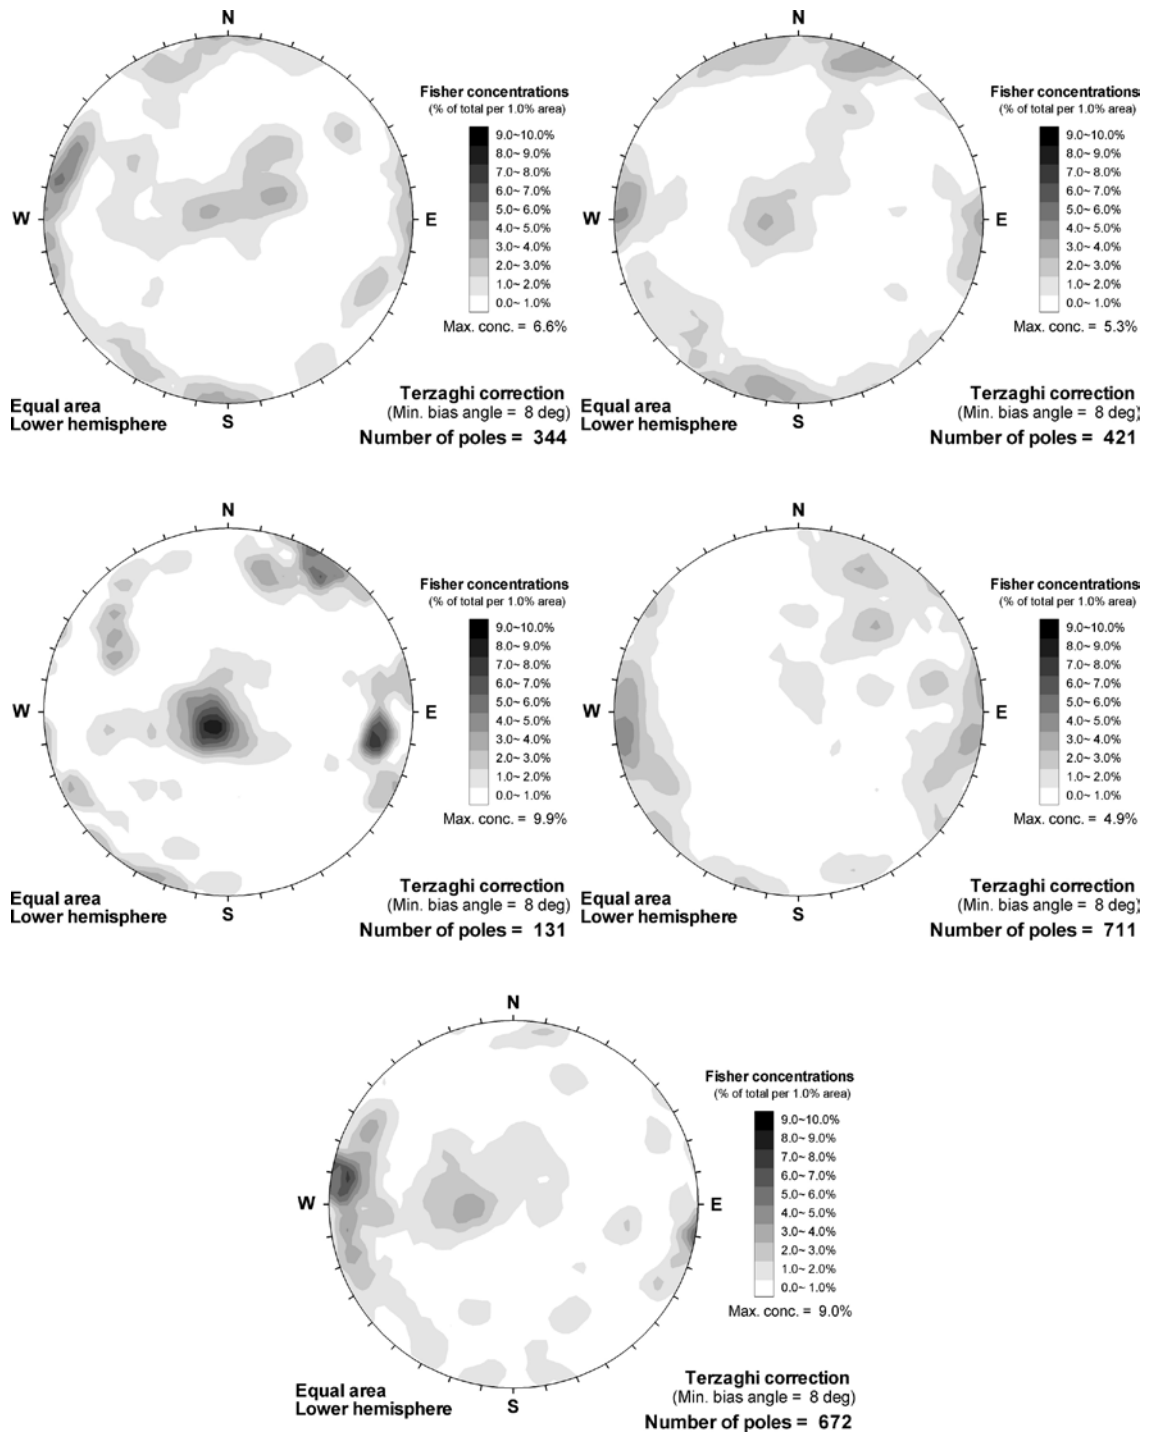 N
W
E
S
Fisher concentrations
(% of total per 1.0% area)
9.0~10.0%
8.0~ 9.0%
7.0~ 8.0%
6.0~ 7.0%
5.0~ 6.0%
4.0~ 5.0%
3.0~ 4.0%
2.0~ 3.0%
1.0~ 2.0%
0.0~ 1.0%
Max. conc. = 6.6%
Equal area
Lower hemisphere
Terzaghi correction
(Min. bias angle = 8 deg)
Number of poles = 344
N
W
E
S
Fisher concentrations
(% of total per 1.0% area)
9.0~10.0%
8.0~ 9.0%
7.0~ 8.0%
6.0~ 7.0%
5.0~ 6.0%
4.0~ 5.0%
3.0~ 4.0%
2.0~ 3.0%
1.0~ 2.0%
0.0~ 1.0%
Max. conc. = 5.3%
Equal area
Lower hemisphere
Terzaghi correction
(Min. bias angle = 8 deg)
Number of poles = 421
N
W
E
S
Fisher concentrations
(% of total per 1.0% area)
9.0~10.0%
8.0~ 9.0%
7.0~ 8.0%
6.0~ 7.0%
5.0~ 6.0%
4.0~ 5.0%
3.0~ 4.0%
2.0~ 3.0%
1.0~ 2.0%
0.0~ 1.0%
Max. conc. = 9.9%
Equal area
Lower hemisphere
Terzaghi correction
(Min. bias angle = 8 deg)
Number of poles = 131
N
W
E
S
Fisher concentrations
(% of total per 1.0% area)
9.0~10.0%
8.0~ 9.0%
7.0~ 8.0%
6.0~ 7.0%
5.0~ 6.0%
4.0~ 5.0%
3.0~ 4.0%
2.0~ 3.0%
1.0~ 2.0%
0.0~ 1.0%
Max. conc. = 4.9%
Equal area
Lower hemisphere
Terzaghi correction
(Min. bias angle = 8 deg)
Number of poles = 711
N
W
E
S
Fisher concentrations
(% of total per 1.0% area)
9.0~10.0%
8.0~ 9.0%
7.0~ 8.0%
6.0~ 7.0%
5.0~ 6.0%
4.0~ 5.0%
3.0~ 4.0%
2.0~ 3.0%
1.0~ 2.0%
0.0~ 1.0%
Max. conc. = 9.0%
Equal area
Lower hemisphere
Terzaghi correction
(Min. bias angle = 8 deg)
Number of poles = 672